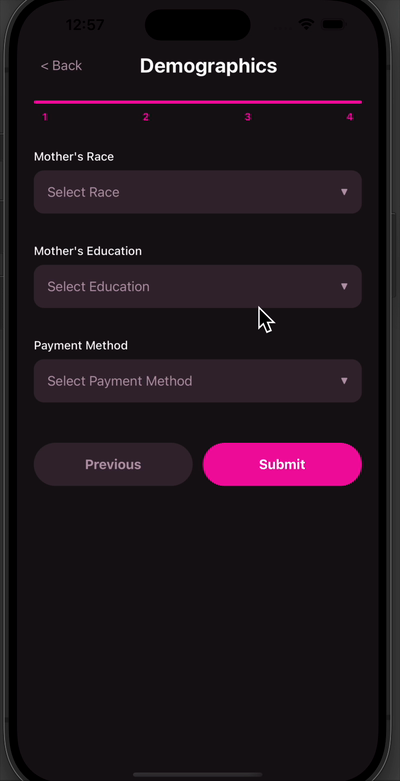 12:57
< Back
Demographics
1 2 3 4
Mother's Race
Select Race ▼
Mother's Education
Select Education ▼
Payment Method
Select Payment Method ▼
Previous Submit